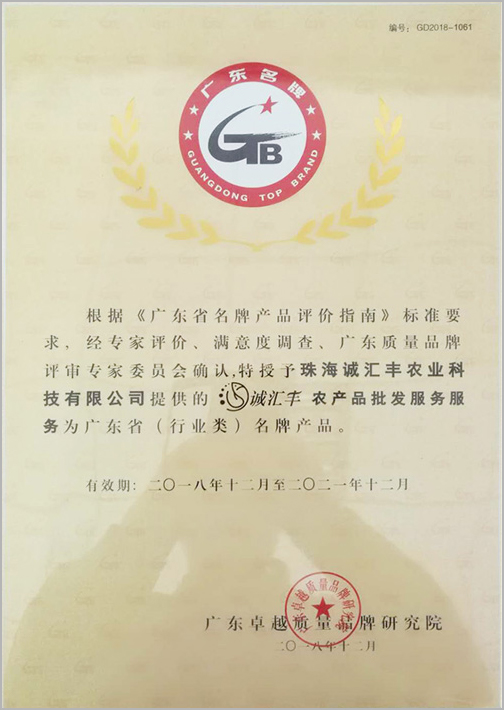 编号：GD2018-1061
广东名牌
GTB
GUANGDONG TOP BRAND
根据《广东省名牌产品评价指南》标准要
求，经专家评价、满意度调查、广东质量品牌
评审专家委员会确认,特授予珠海诚汇丰农业科
技有限公司提供的 诚汇丰 农产品批发服务服
务为广东省（行业类）名牌产品。
有效期：二〇一八年十二月至二〇二一年十二月
广东卓越质量品牌研究院
广东卓越质量品牌研究院
二〇一八年十二月